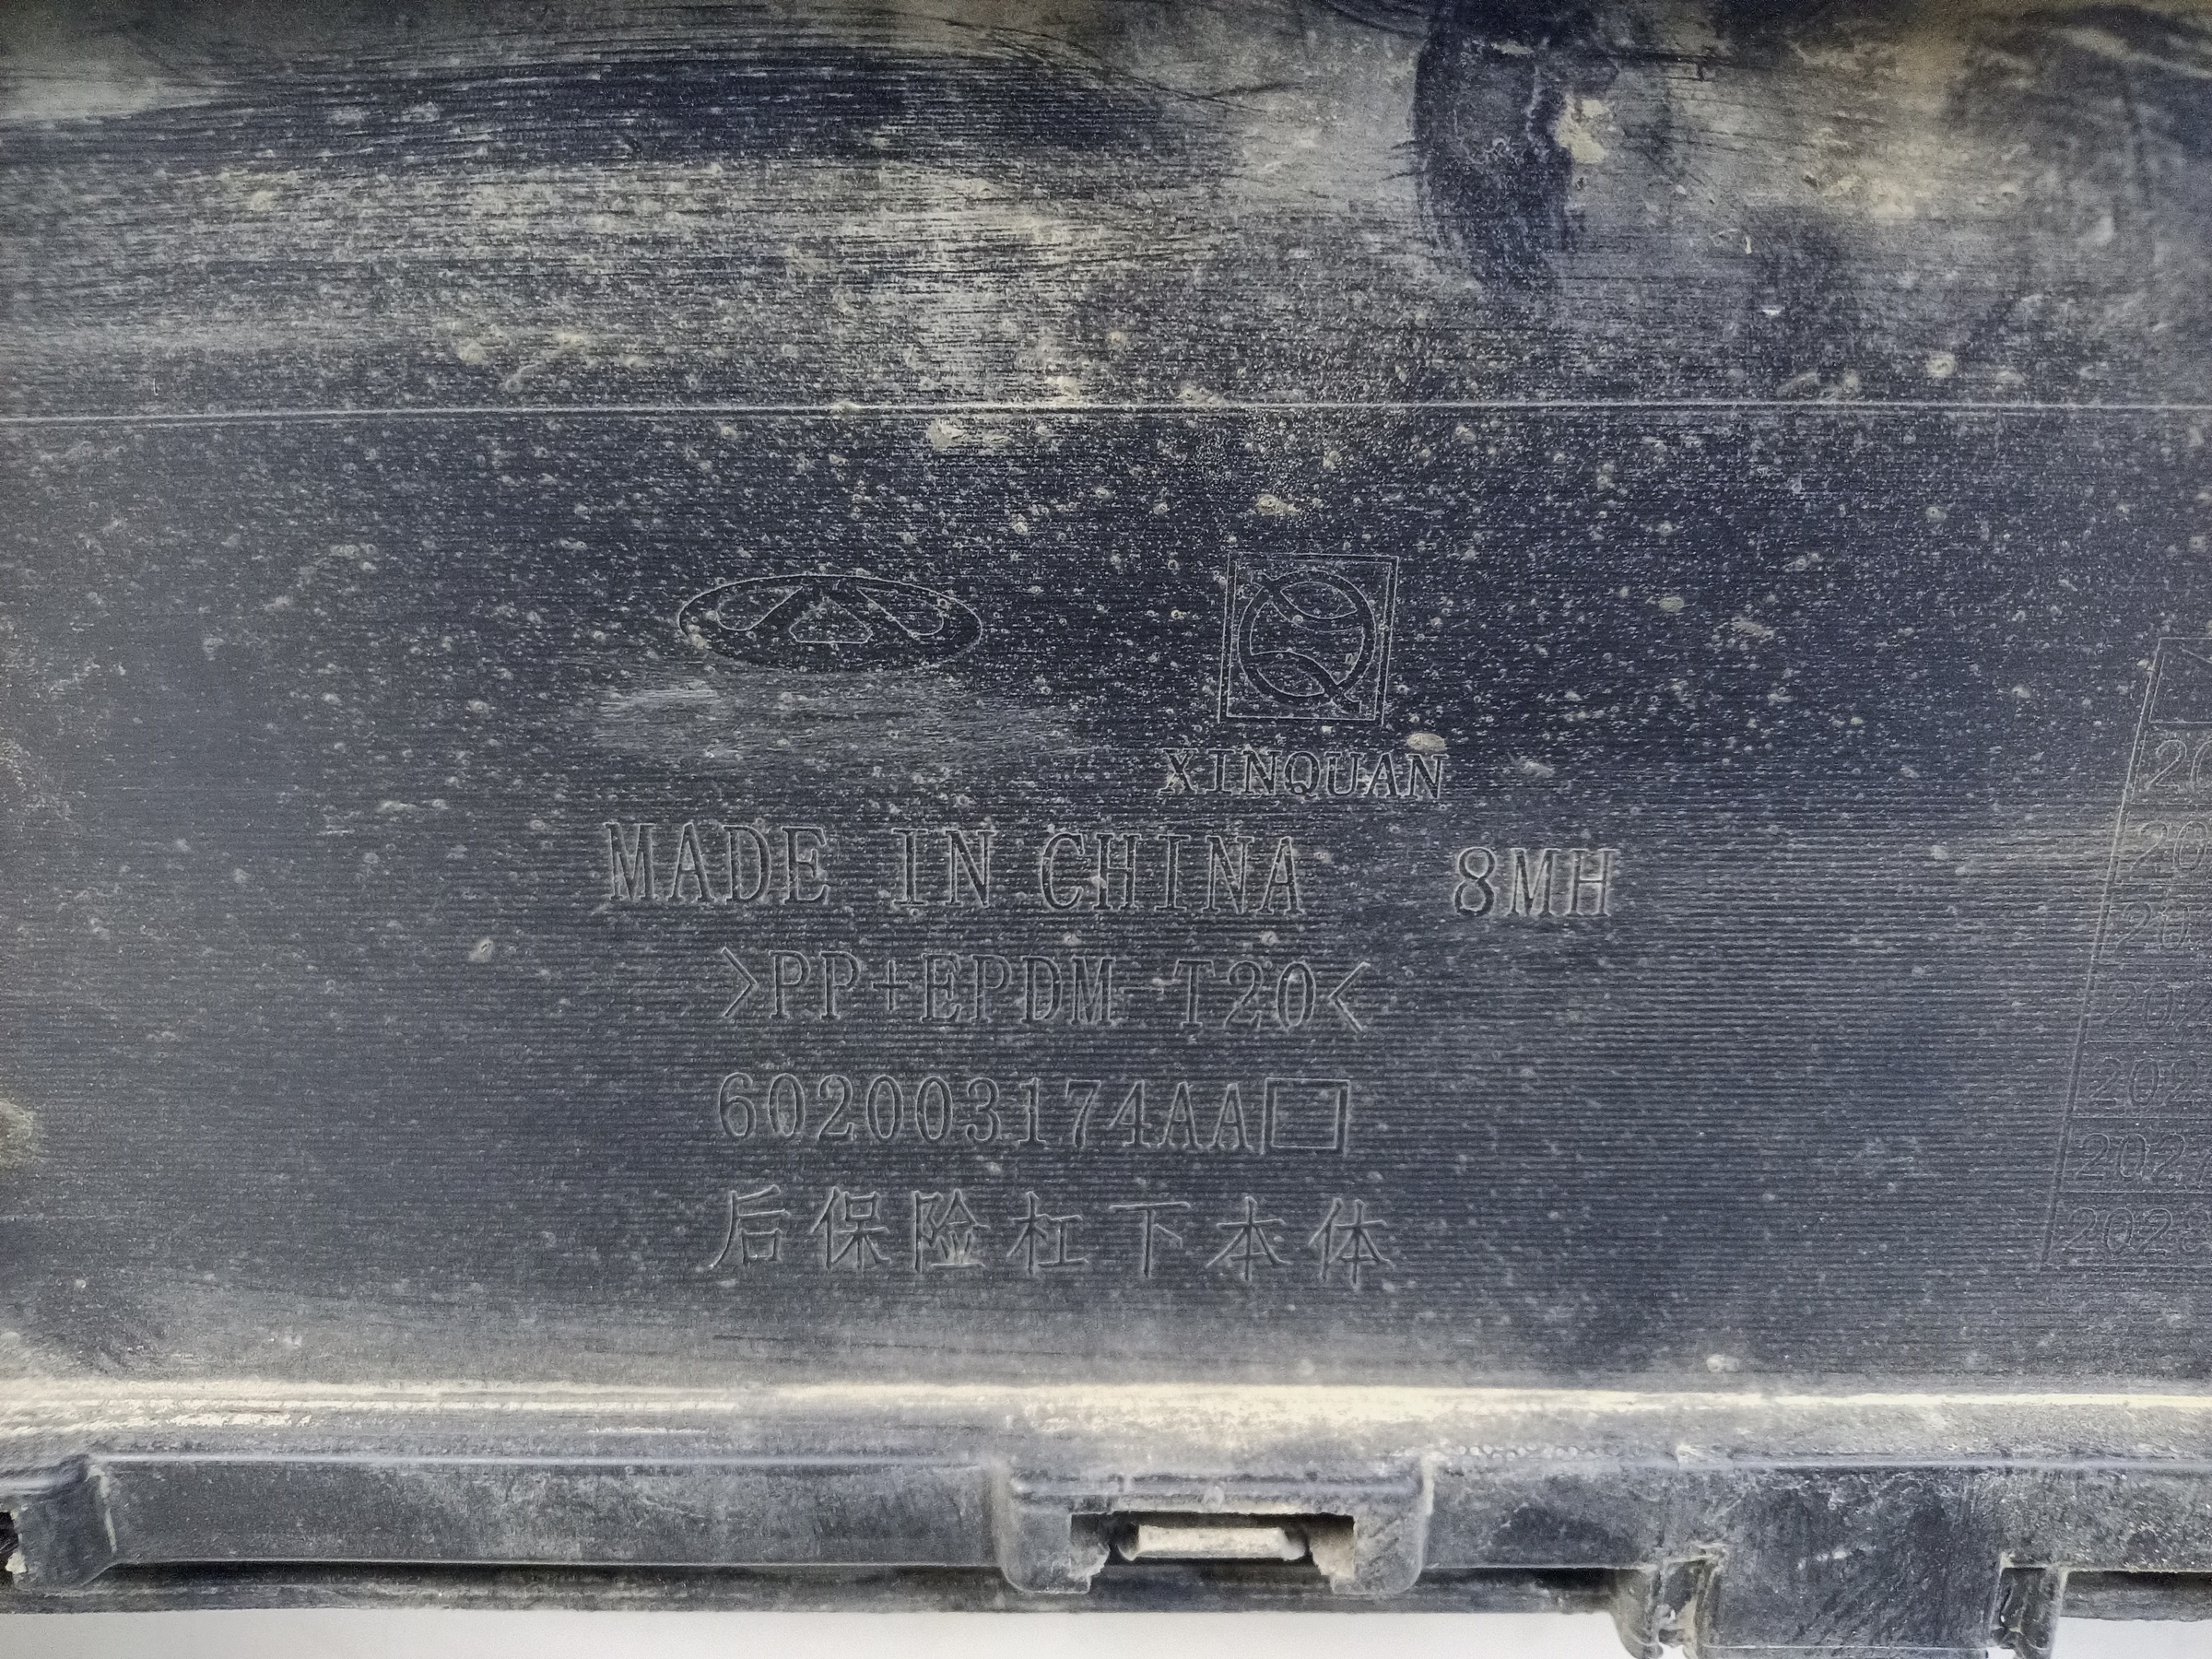 XINQUAN
MADE IN CHINA 8MH
>PP+EPDM-T20<
602003174AA□
后保险杠下本体